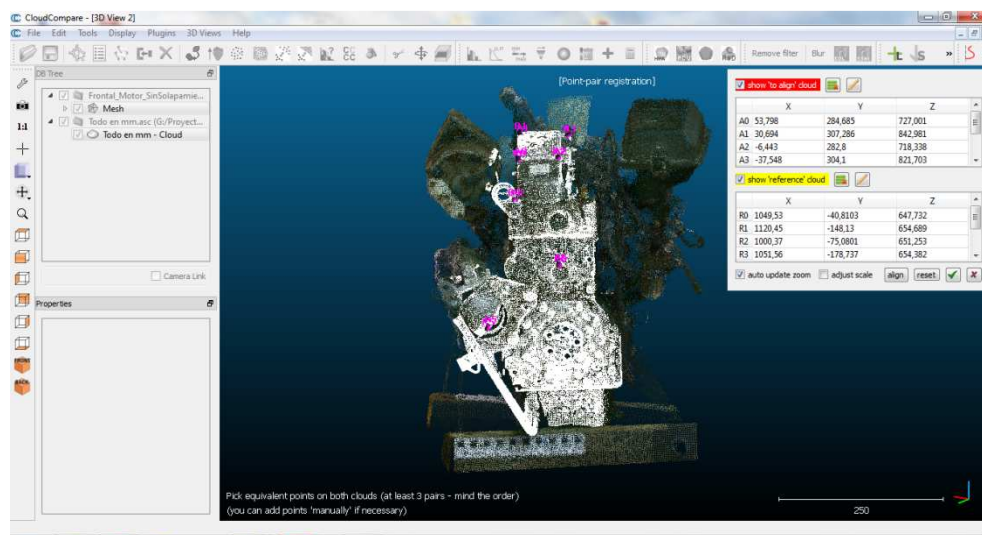 CloudCompare - [3D View 2]
File Edit Tools Display Plugins 3D Views Help
Remove filter Blur
DB Tree
Frontal_Motor_SinSolapamie...
Mesh
Todo en mm.asc (G:/Proyect...
Todo en mm - Cloud
Camera Link
Properties
1:1
FRONT
BACK
[Point-pair registration]
show 'to align' cloud
X Y Z
A0 53,798 284,685 727,001
A1 30,694 307,286 842,981
A2 -6,443 282,8 718,338
A3 -37,548 304,1 821,703
show 'reference' cloud
X Y Z
R0 1049,53 -40,8103 647,732
R1 1120,45 -148,13 654,689
R2 1000,37 -75,0801 651,253
R3 1051,56 -178,737 654,382
auto update zoom adjust scale align reset
Pick equivalent points on both clouds (at least 3 pairs - mind the order)
(you can add points 'manually' if necessary)
250